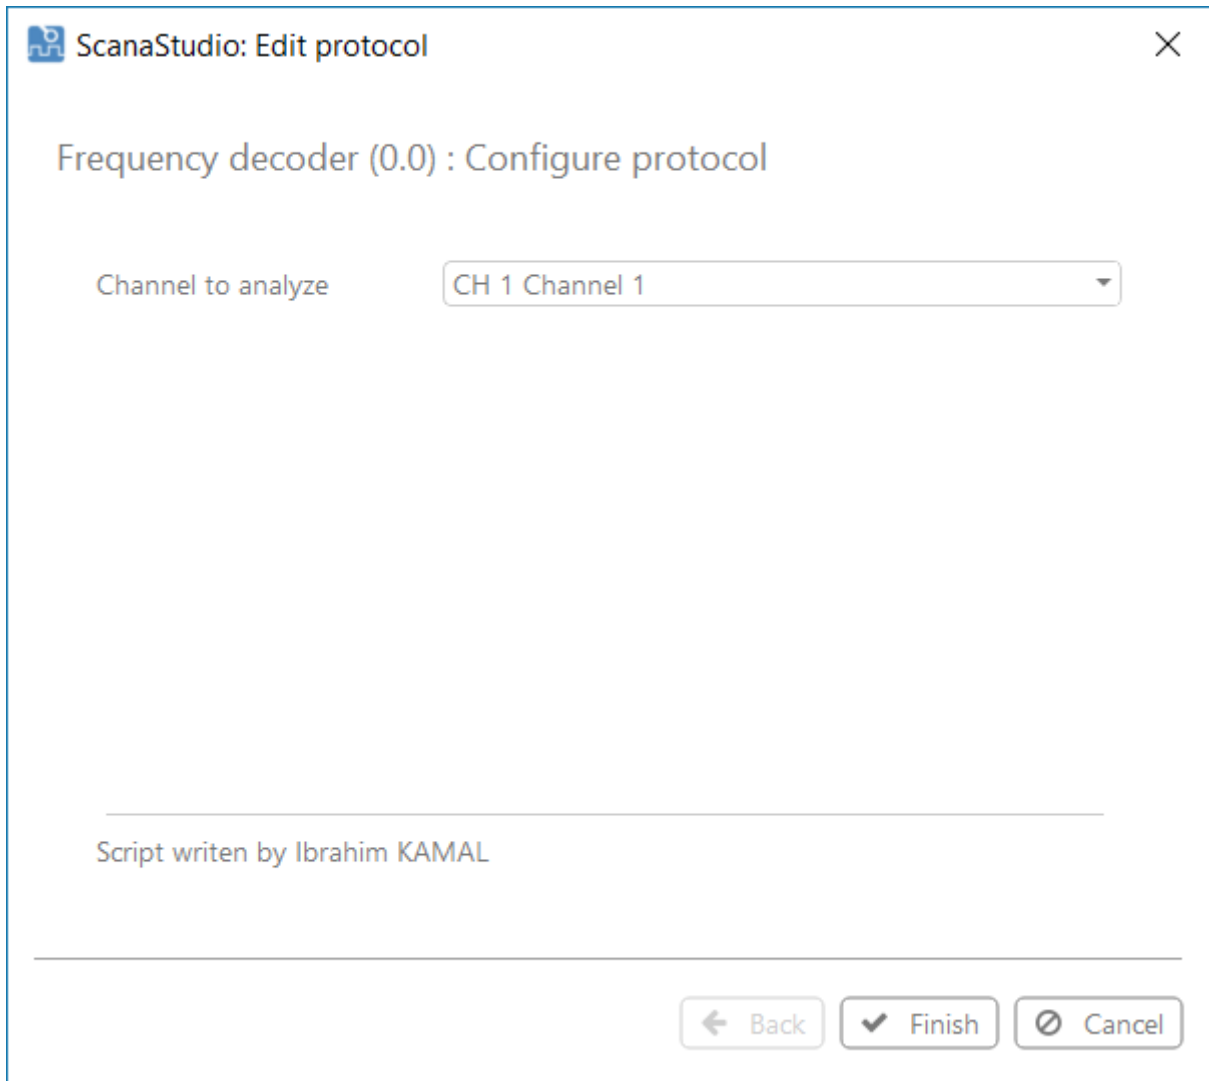 ScanaStudio: Edit protocol
Frequency decoder (0.0) : Configure protocol
Channel to analyze
CH 1 Channel 1
Script writen by Ibrahim KAMAL
Back
Finish
Cancel